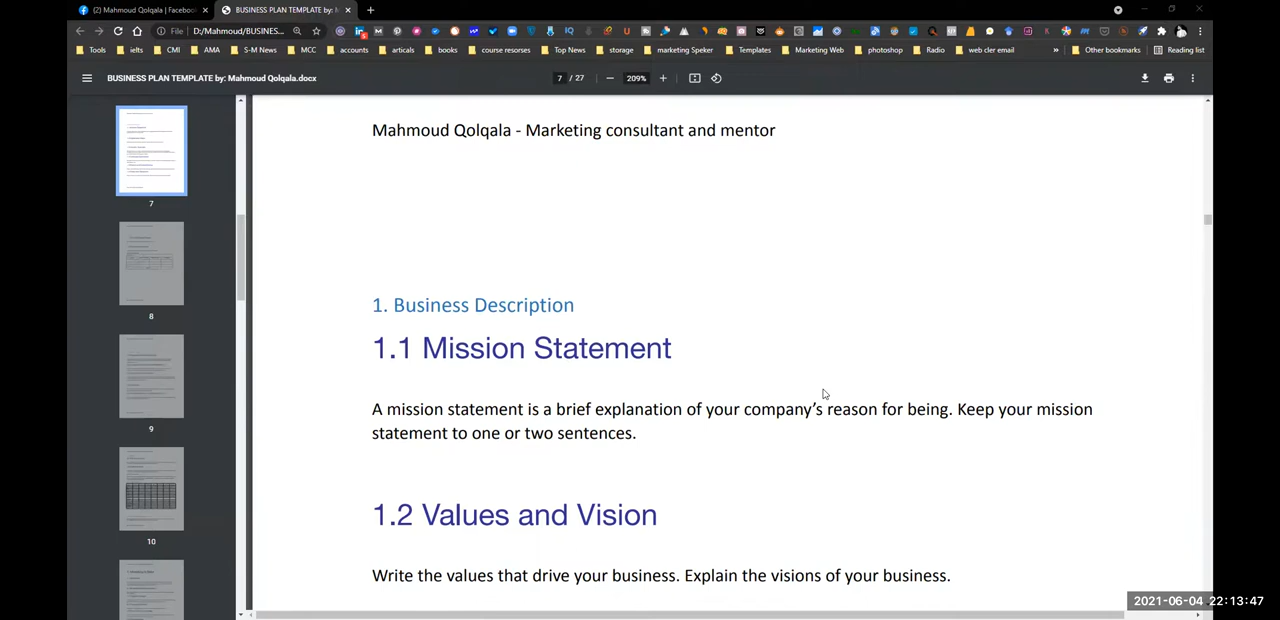 (2) Mahmoud Qolqala | Facebo
BUSINESS PLAN TEMPLATE by: M
File
D:/Mahmoud/BUSINES...
Tools
ielts
CMI
AMA
S-M News
MCC
accounts
articals
books
course resorses
Top News
storage
marketing Speker
Templates
Marketing Web
photoshop
Radio
web cler email
»
Other bookmarks
Reading list
BUSINESS PLAN TEMPLATE by: Mahmoud Qolqala.docx
7 / 27
209%
7
8
9
10
Mahmoud Qolqala - Marketing consultant and mentor
1. Business Description
1.1 Mission Statement
A mission statement is a brief explanation of your company's reason for being. Keep your mission
statement to one or two sentences.
1.2 Values and Vision
Write the values that drive your business. Explain the visions of your business.
2021-06-04 22:13:47